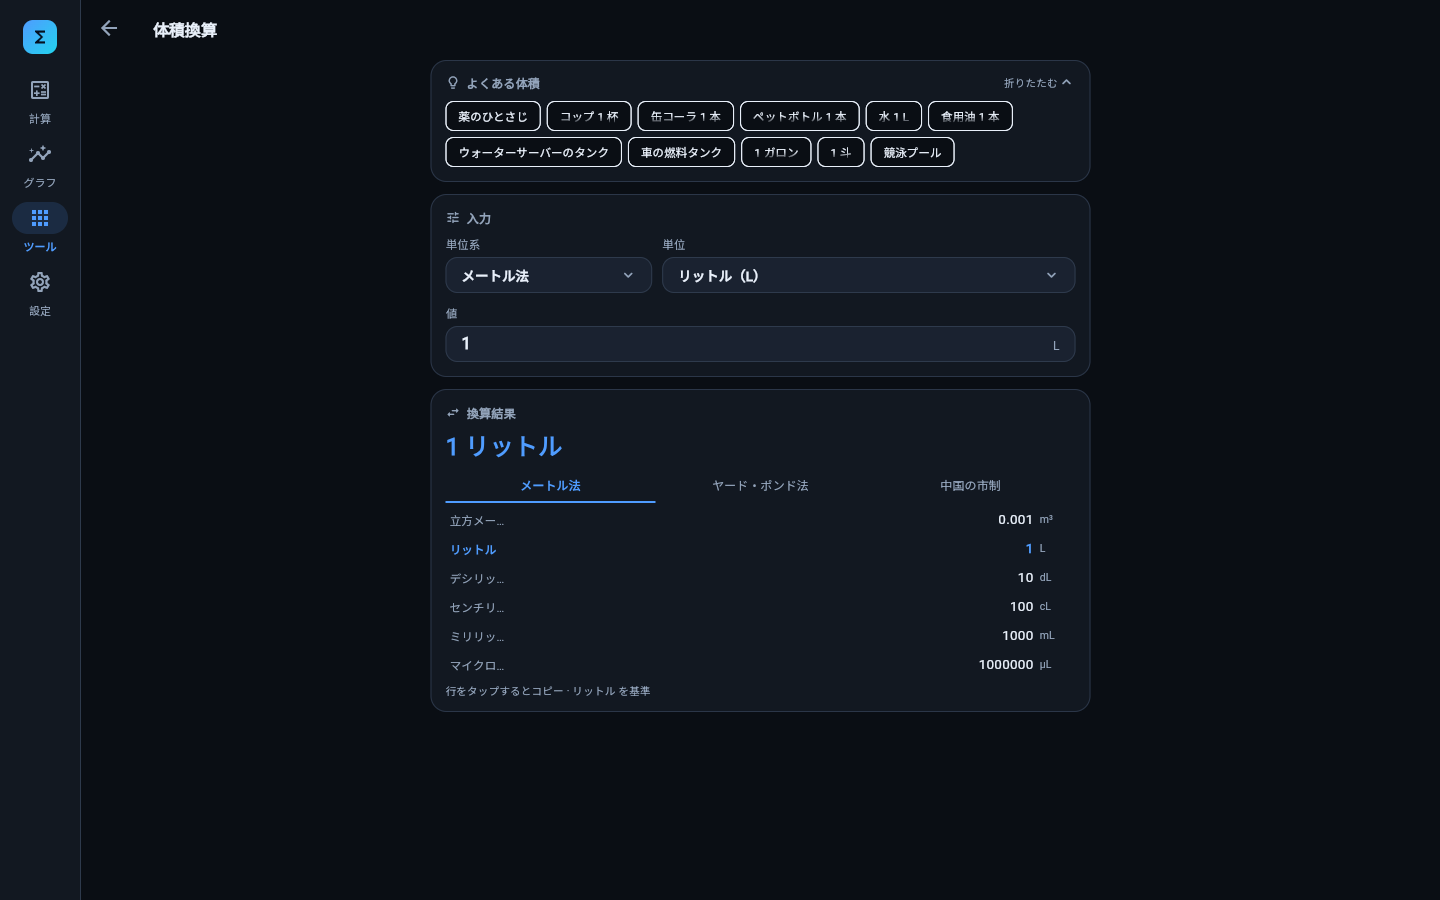 Σ
体積換算
計算
グラフ
ツール
設定
よくある体積
折りたたむ
薬のひとさじ
コップ 1 杯
缶コーラ 1 本
ペットボトル 1 本
水 1 L
食用油 1 本
ウォーターサーバーのタンク
車の燃料タンク
1 ガロン
1 斗
競泳プール
入力
単位系
単位
メートル法
リットル（L）
値
1
L
換算結果
1 リットル
メートル法
ヤード・ポンド法
中国の市制
立方メー... 0.001 m³
リットル 1 L
デシリッ... 10 dL
センチリ... 100 cL
ミリリッ... 1000 mL
マイクロ... 1000000 μL
行をタップするとコピー · リットル を基準